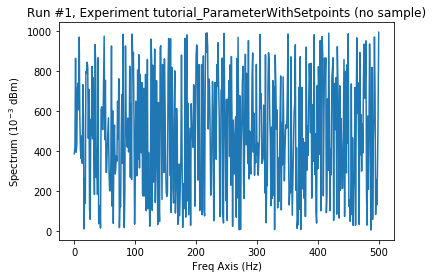 Run #1, Experiment tutorial_ParameterWithSetpoints (no sample)
1000
800
600
400
200
0
Spectrum (10⁻³ dBm)
0 100 200 300 400 500
Freq Axis (Hz)